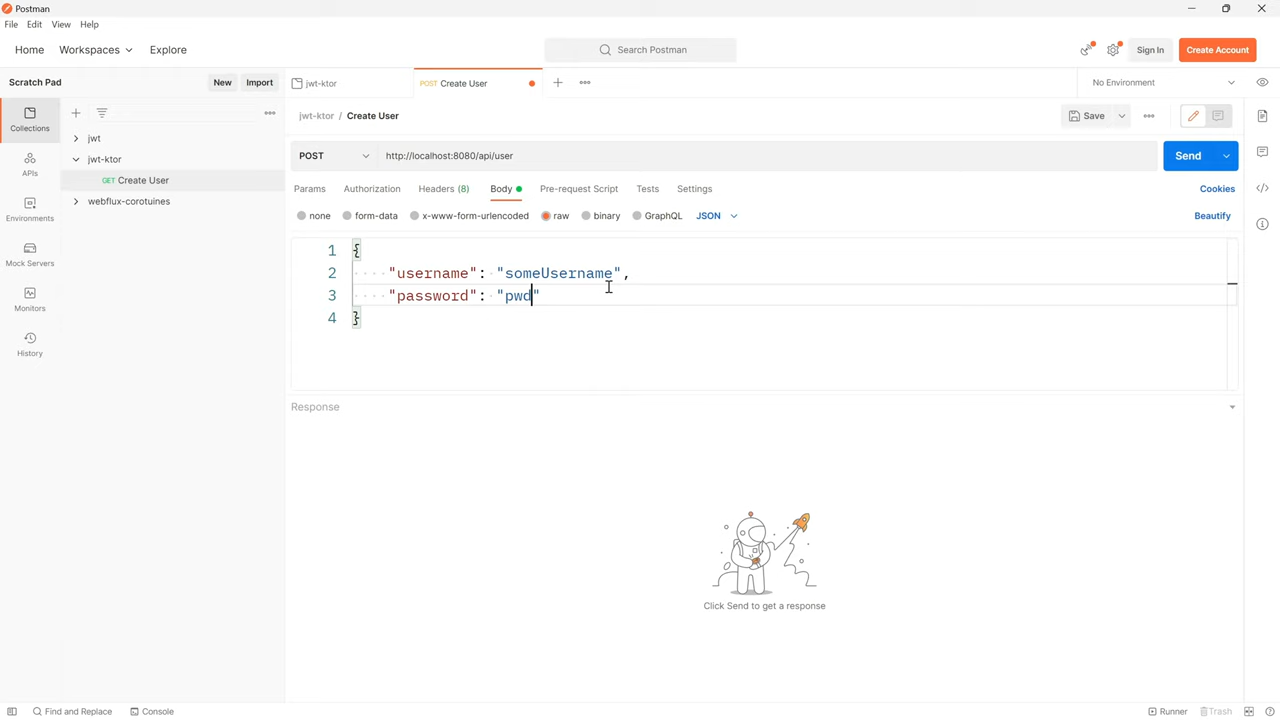 Postman
File Edit View Help
Home Workspaces Explore Search Postman Sign In Create Account
Scratch Pad New Import jwt-ktor POST Create User No Environment
jwt-ktor / Create User Save
Collections
APIs
Environments
Mock Servers
Monitors
History
jwt
jwt-ktor
GET Create User
webflux-corotuines
POST http://localhost:8080/api/user Send
Params Authorization Headers (8) Body Pre-request Script Tests Settings Cookies
none form-data x-www-form-urlencoded raw binary GraphQL JSON Beautify
1 {
2 "username": "someUsername",
3 "password": "pwd"
4 }
Response
Click Send to get a response
Find and Replace Console Runner Trash